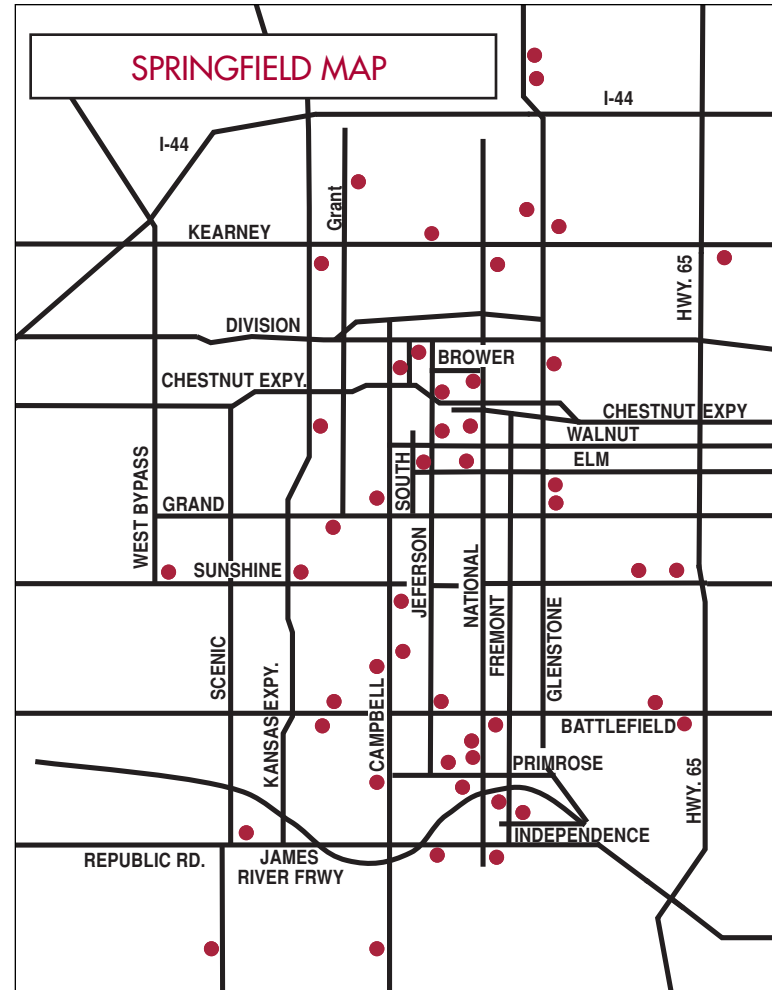 SPRINGFIELD MAP
I-44
I-44
Grant
KEARNEY
HWY. 65
DIVISION
BROWER
CHESTNUT EXPY.
CHESTNUT EXPY
WALNUT
ELM
WEST BYPASS
SOUTH
GRAND
SUNSHINE
JEFERSON
NATIONAL
FREMONT
GLENSTONE
SCENIC
KANSAS EXPY.
CAMPBELL
BATTLEFIELD
PRIMROSE
HWY. 65
INDEPENDENCE
REPUBLIC RD.
JAMES
RIVER FRWY